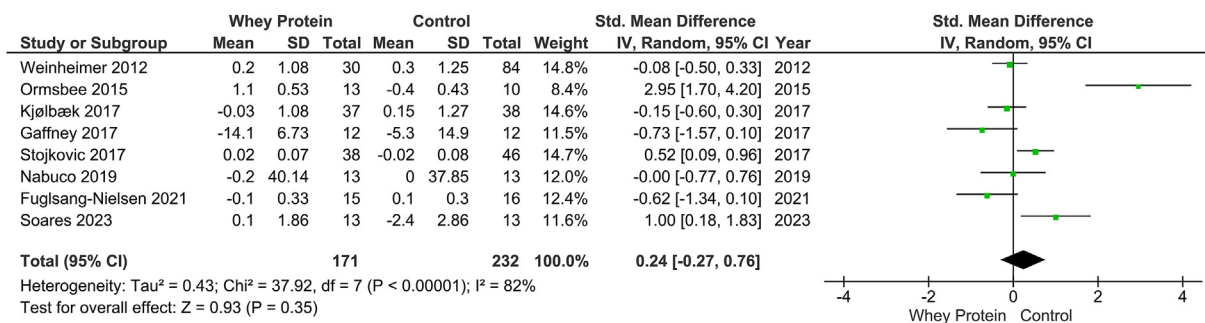 Whey Protein Control Std. Mean Difference Std. Mean Difference
Study or Subgroup Mean SD Total Mean SD Total Weight IV, Random, 95% CI Year IV, Random, 95% CI
Weinheimer 2012 0.2 1.08 30 0.3 1.25 84 14.8% -0.08 [-0.50, 0.33] 2012
Ormsbee 2015 1.1 0.53 13 -0.4 0.43 10 8.4% 2.95 [1.70, 4.20] 2015
Kjølbæk 2017 -0.03 1.08 37 0.15 1.27 38 14.6% -0.15 [-0.60, 0.30] 2017
Gaffney 2017 -14.1 6.73 12 -5.3 14.9 12 11.5% -0.73 [-1.57, 0.10] 2017
Stojkovic 2017 0.02 0.07 38 -0.02 0.08 46 14.7% 0.52 [0.09, 0.96] 2017
Nabuco 2019 -0.2 40.14 13 0 37.85 13 12.0% -0.00 [-0.77, 0.76] 2019
Fuglsang-Nielsen 2021 -0.1 0.33 15 0.1 0.3 16 12.4% -0.62 [-1.34, 0.10] 2021
Soares 2023 0.1 1.86 13 -2.4 2.86 13 11.6% 1.00 [0.18, 1.83] 2023
Total (95% CI) 171 232 100.0% 0.24 [-0.27, 0.76]
Heterogeneity: Tau² = 0.43; Chi² = 37.92, df = 7 (P < 0.00001); I² = 82%
Test for overall effect: Z = 0.93 (P = 0.35)
-4 -2 0 2 4
Whey Protein Control